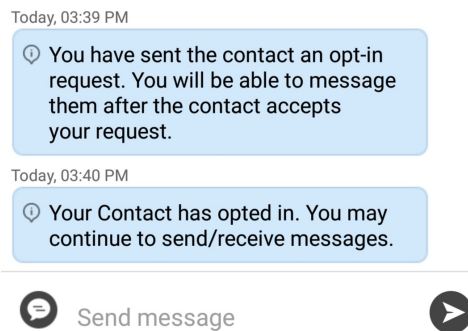 Today, 03:39 PM
You have sent the contact an opt-in
request. You will be able to message
them after the contact accepts
your request.
Today, 03:40 PM
Your Contact has opted in. You may
continue to send/receive messages.
Send message